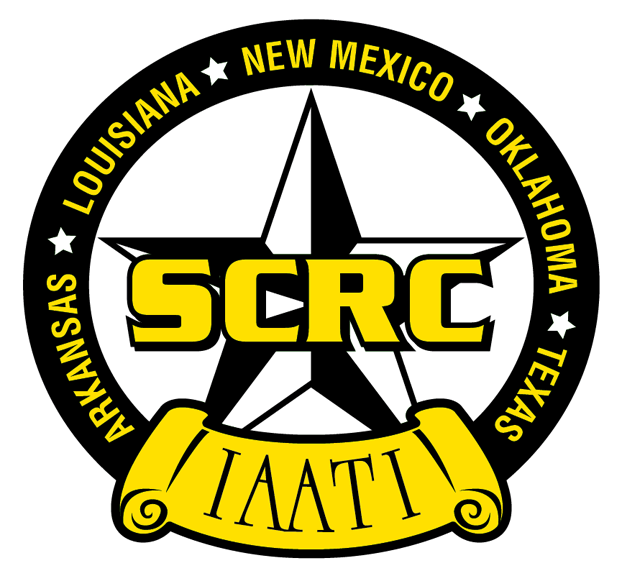 ARKANSAS ★ LOUISIANA ★ NEW MEXICO ★ OKLAHOMA ★ TEXAS
SCRC
IAATI